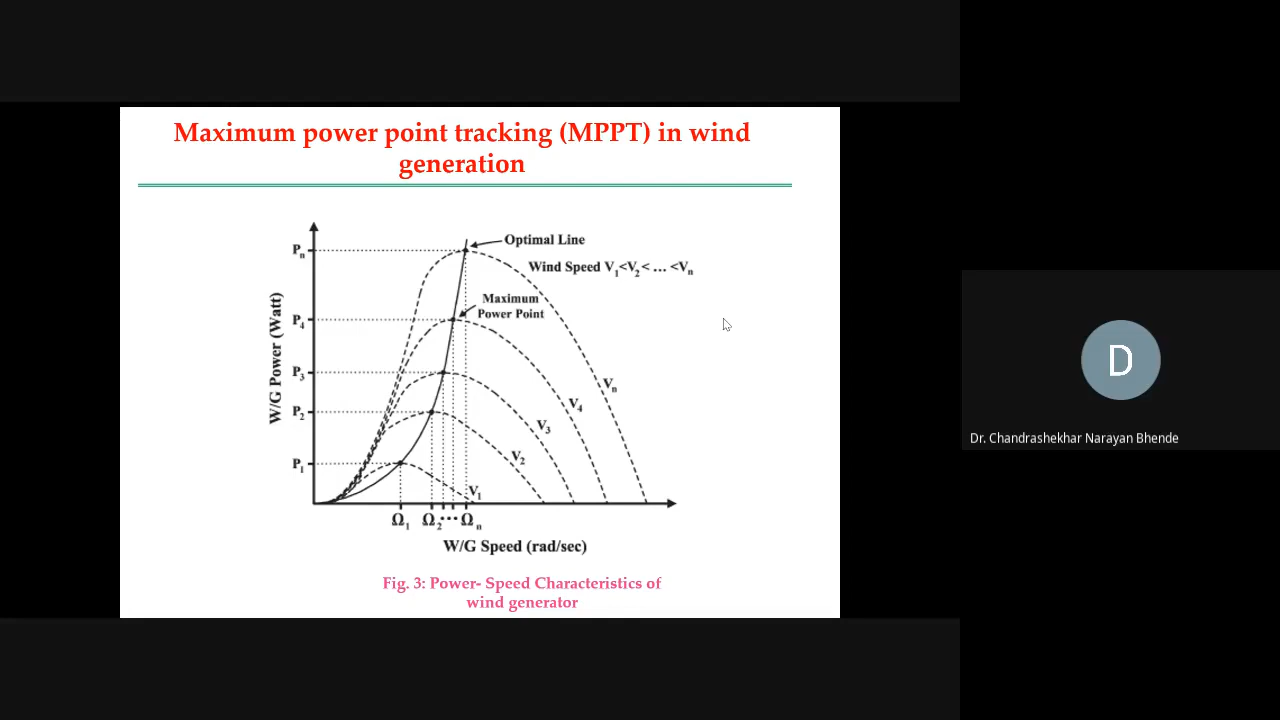 Maximum power point tracking (MPPT) in wind
generation
Pn
Optimal Line
Wind Speed V1<V2< ... <Vn
Maximum
Power Point
P4
P3
P2
P1
W/G Power (Watt)
Vn
V4
V3
V2
V1
Ω1 Ω2 ... Ωn
W/G Speed (rad/sec)
Fig. 3: Power- Speed Characteristics of
wind generator
D
Dr. Chandrashekhar Narayan Bhende